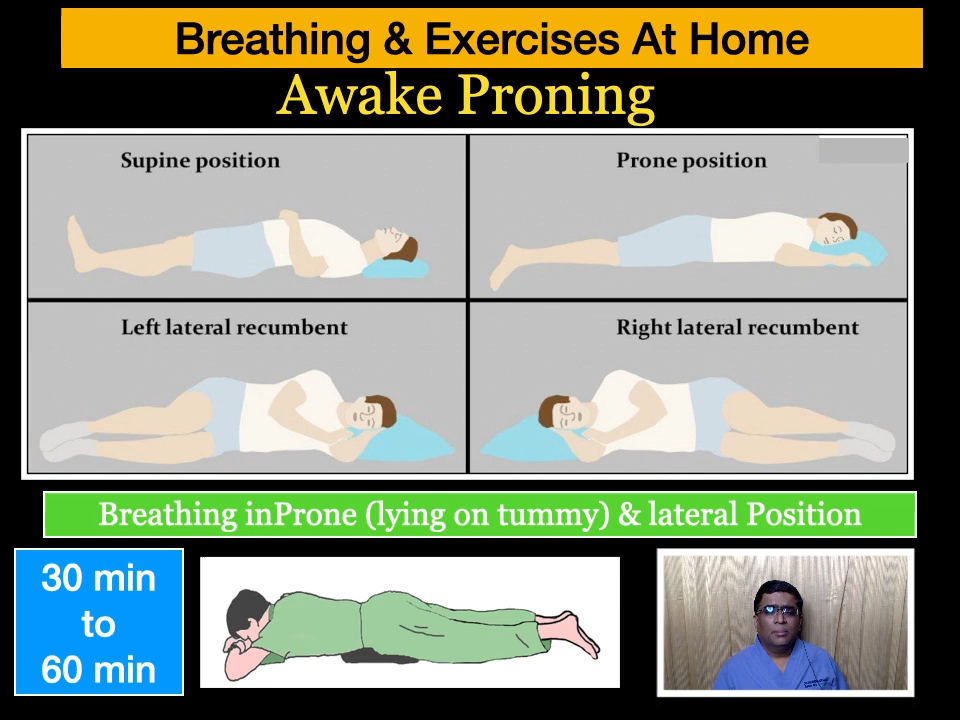 Breathing & Exercises At Home
Awake Proning
Supine position
Prone position
Left lateral recumbent
Right lateral recumbent
Breathing inProne (lying on tummy) & lateral Position
30 min
to
60 min